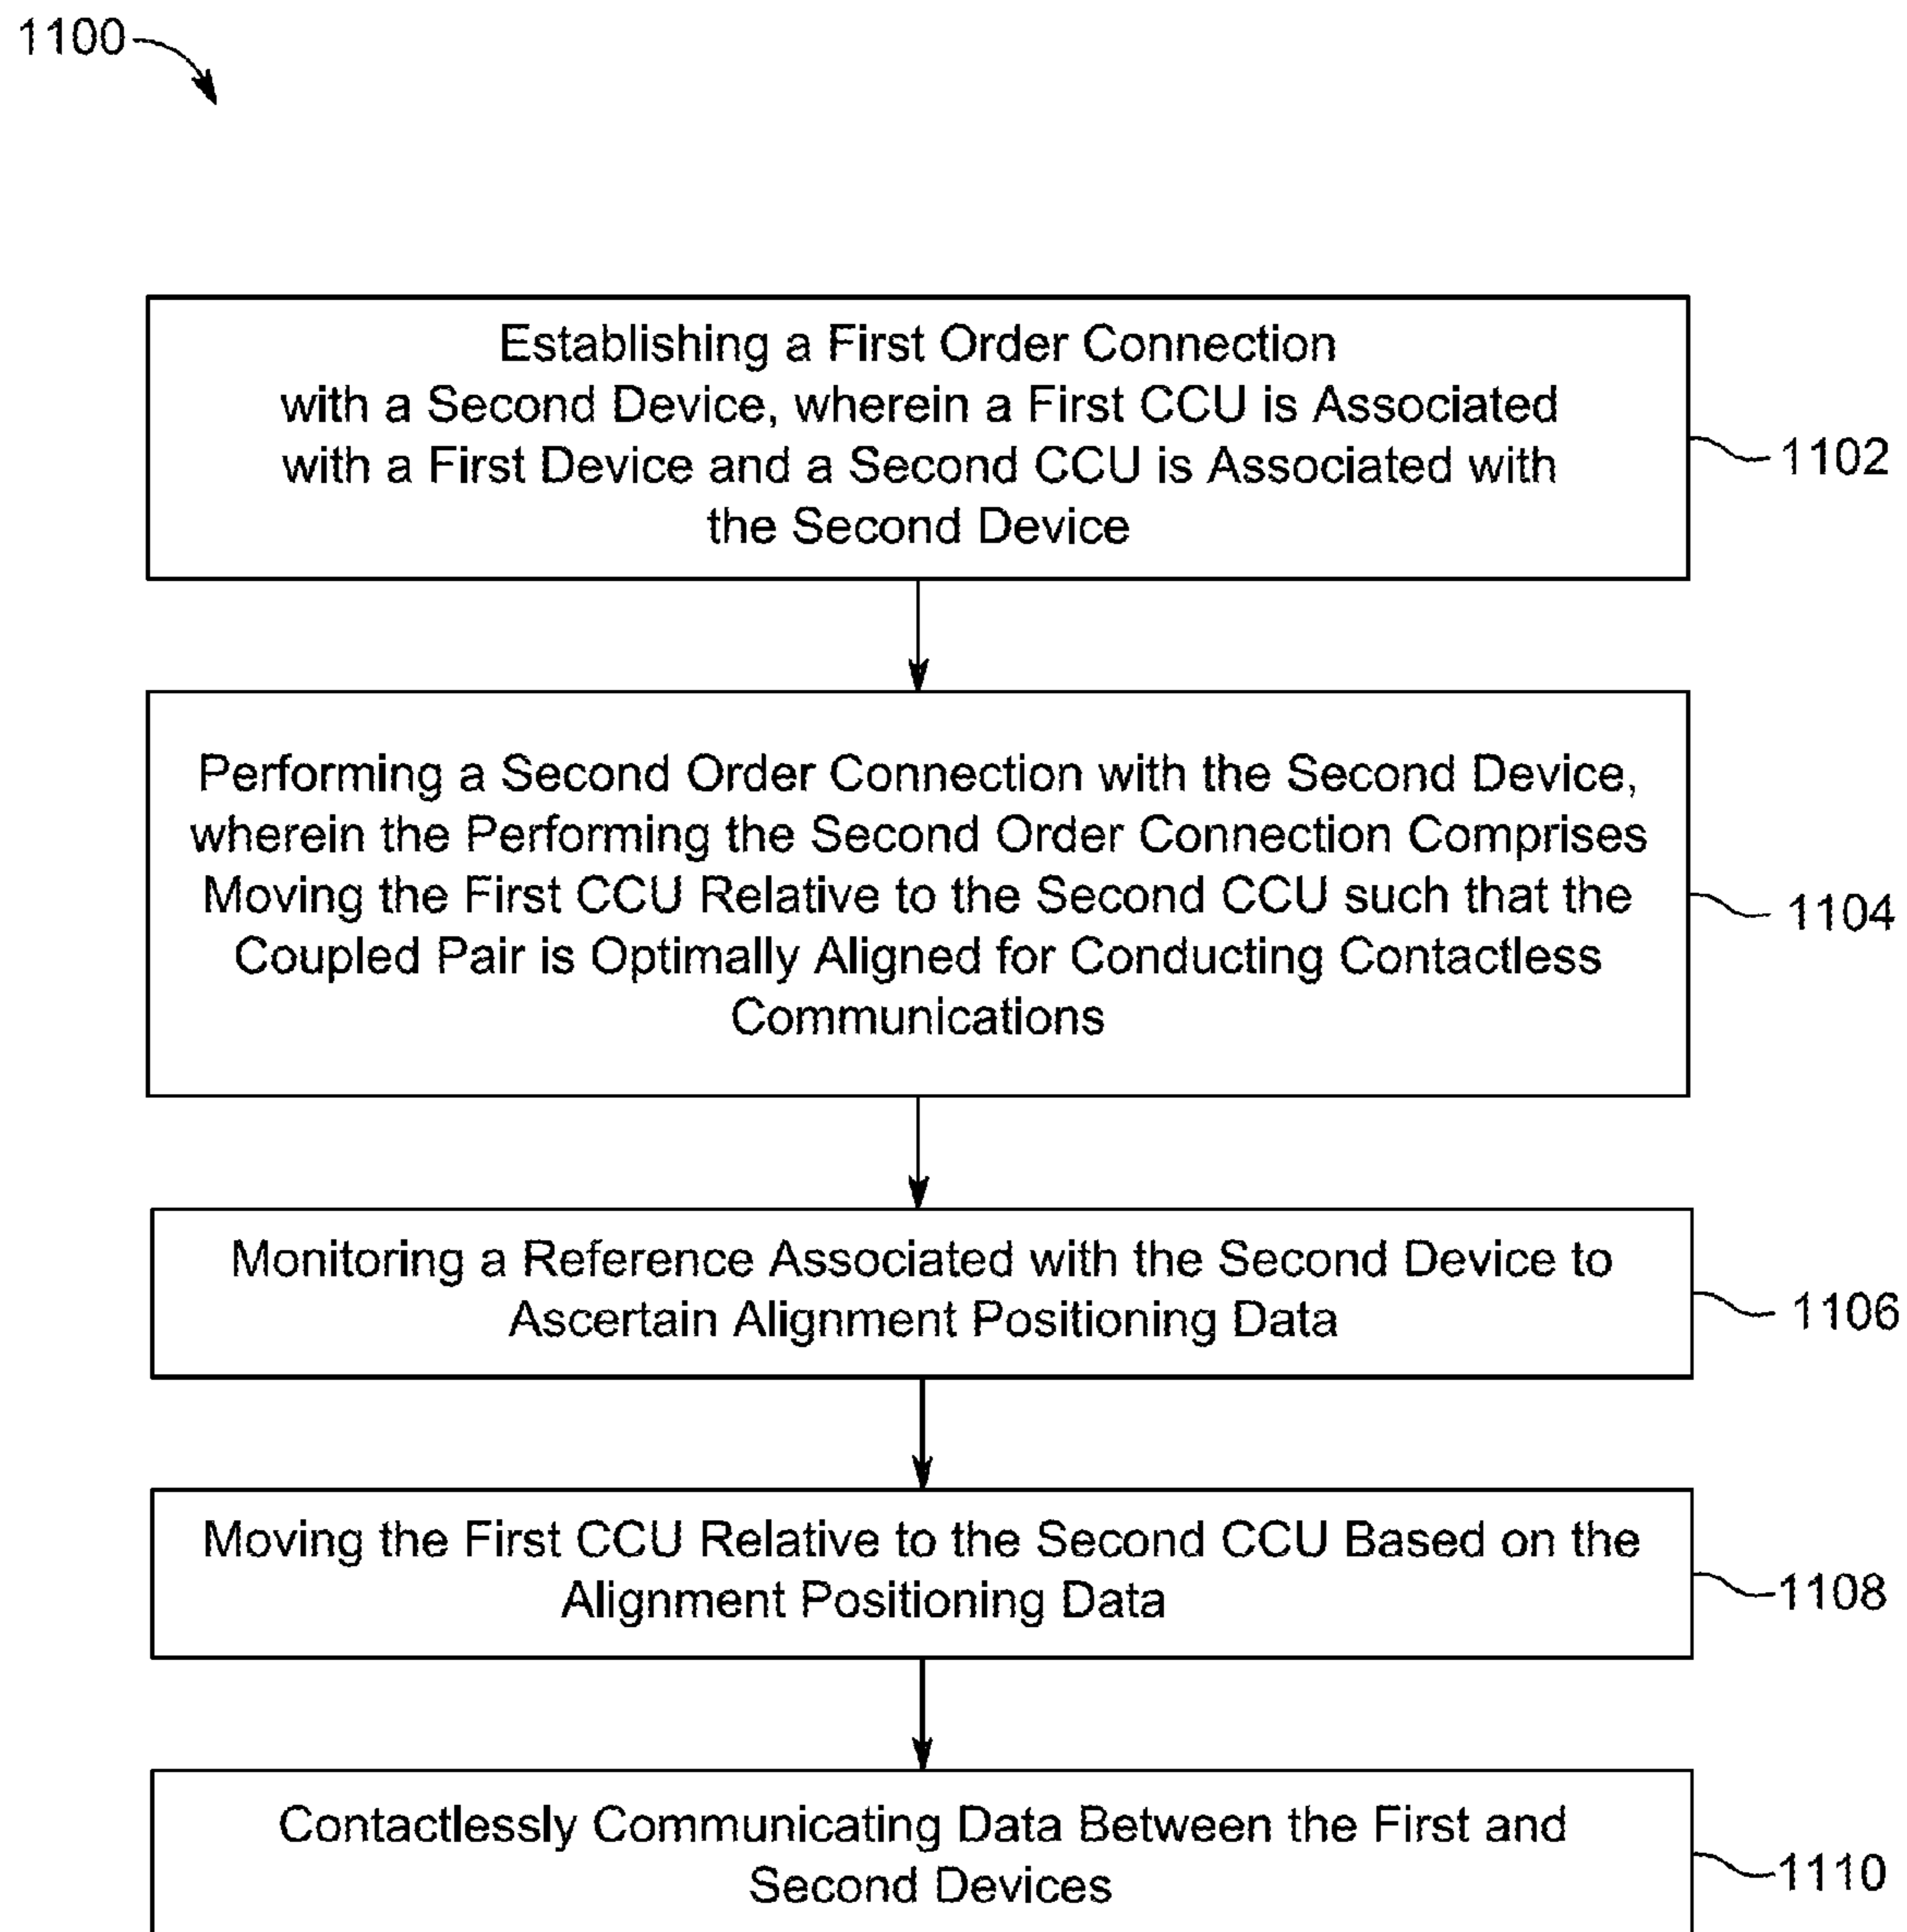 1100
Establishing a First Order Connection
with a Second Device, wherein a First CCU is Associated
with a First Device and a Second CCU is Associated with
the Second Device
1102
Performing a Second Order Connection with the Second Device,
wherein the Performing the Second Order Connection Comprises
Moving the First CCU Relative to the Second CCU such that the
Coupled Pair is Optimally Aligned for Conducting Contactless
Communications
1104
Monitoring a Reference Associated with the Second Device to
Ascertain Alignment Positioning Data
1106
Moving the First CCU Relative to the Second CCU Based on the
Alignment Positioning Data
1108
Contactlessly Communicating Data Between the First and
Second Devices
1110